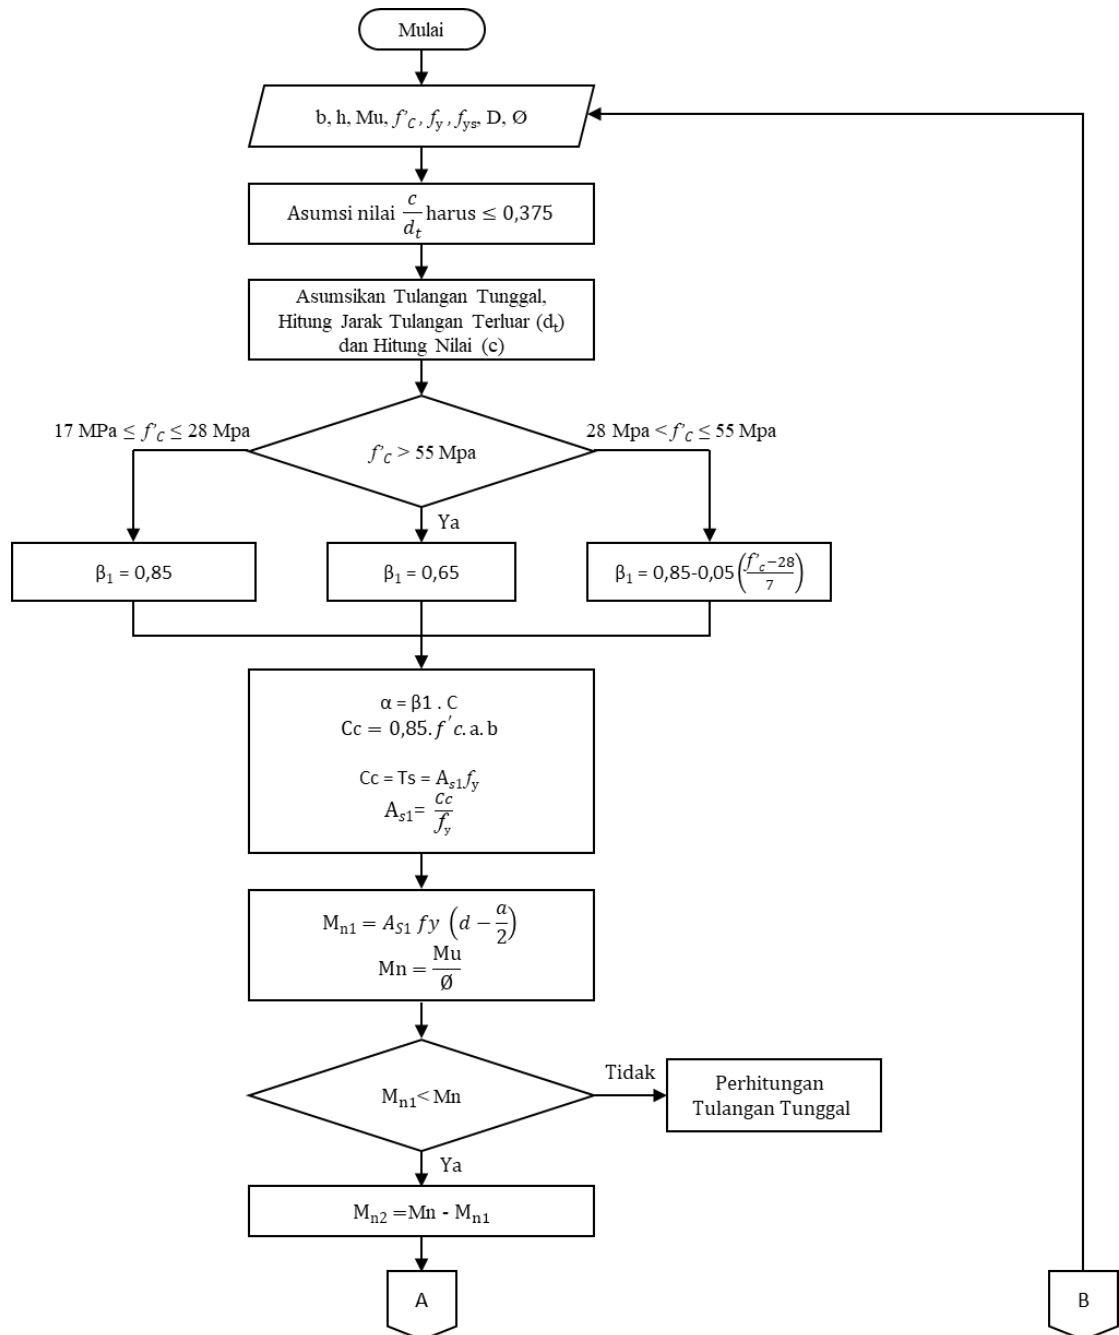 Mulai
b, h, Mu, f'C, fy, fys, D, Ø
Asumsi nilai c/dt harus ≤ 0,375
Asumsikan Tulangan Tunggal,
Hitung Jarak Tulangan Terluar (dt)
dan Hitung Nilai (c)
17 MPa ≤ f'C ≤ 28 Mpa
f'C > 55 Mpa
28 Mpa < f'C ≤ 55 Mpa
Ya
β1 = 0,85
β1 = 0,65
β1 = 0,85-0,05(f'c−28/7)
α = β1 . C
Cc = 0,85.f'c.a.b
Cc = Ts = As1fy
As1= Cc/fy
Mn1 = AS1 fy (d − a/2)
Mn = Mu/Ø
Mn1< Mn
Tidak
Perhitungan
Tulangan Tunggal
Ya
Mn2 =Mn - Mn1
A
B